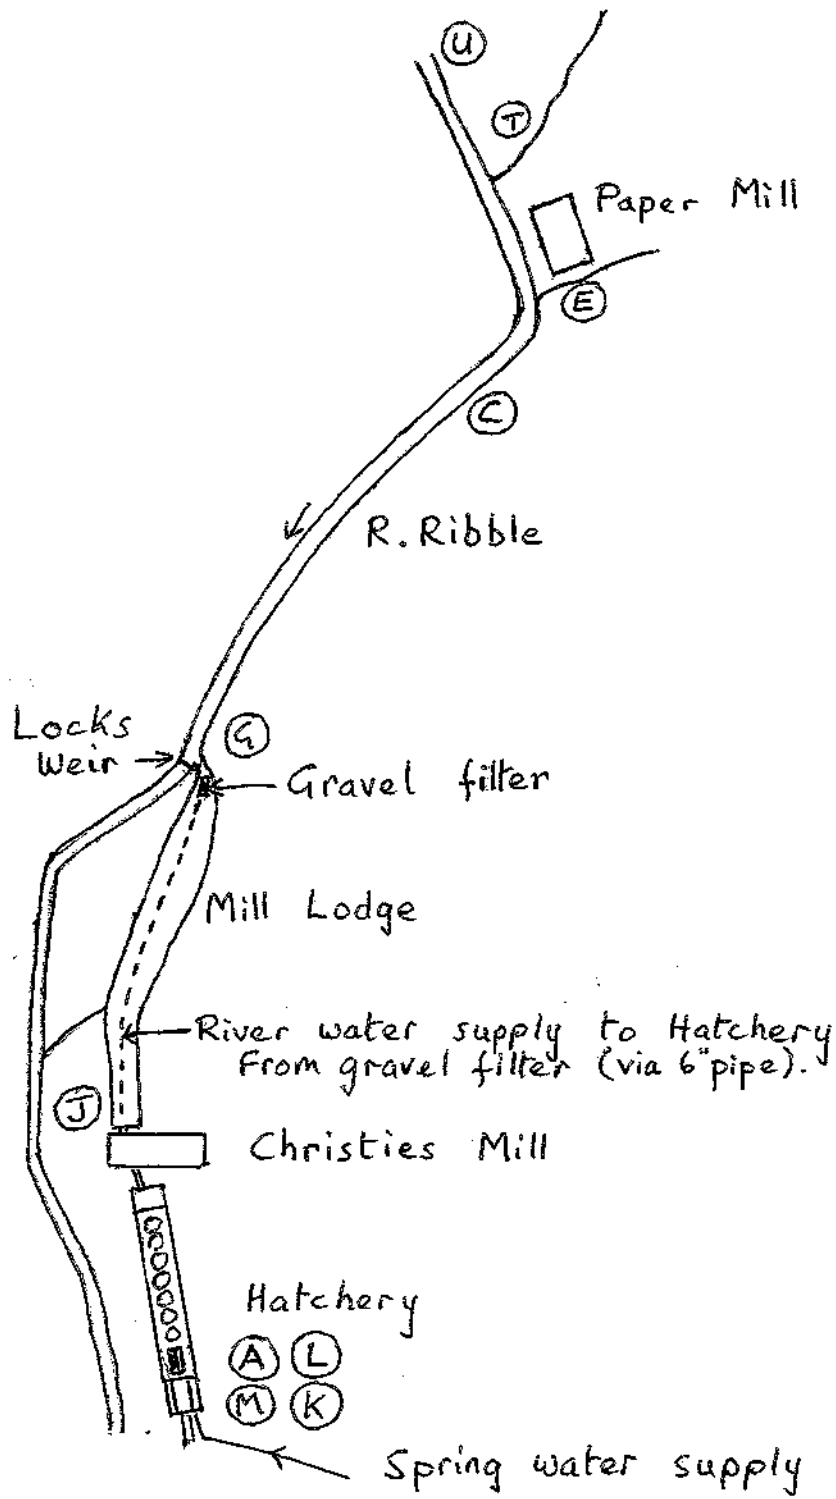 U
T
Paper Mill
E
C
R. Ribble
Locks
Weir
G
Gravel filter
Mill Lodge
River water supply to Hatchery
From gravel filter (via 6" pipe).
J
Christies Mill
Hatchery
A L
M K
Spring water supply